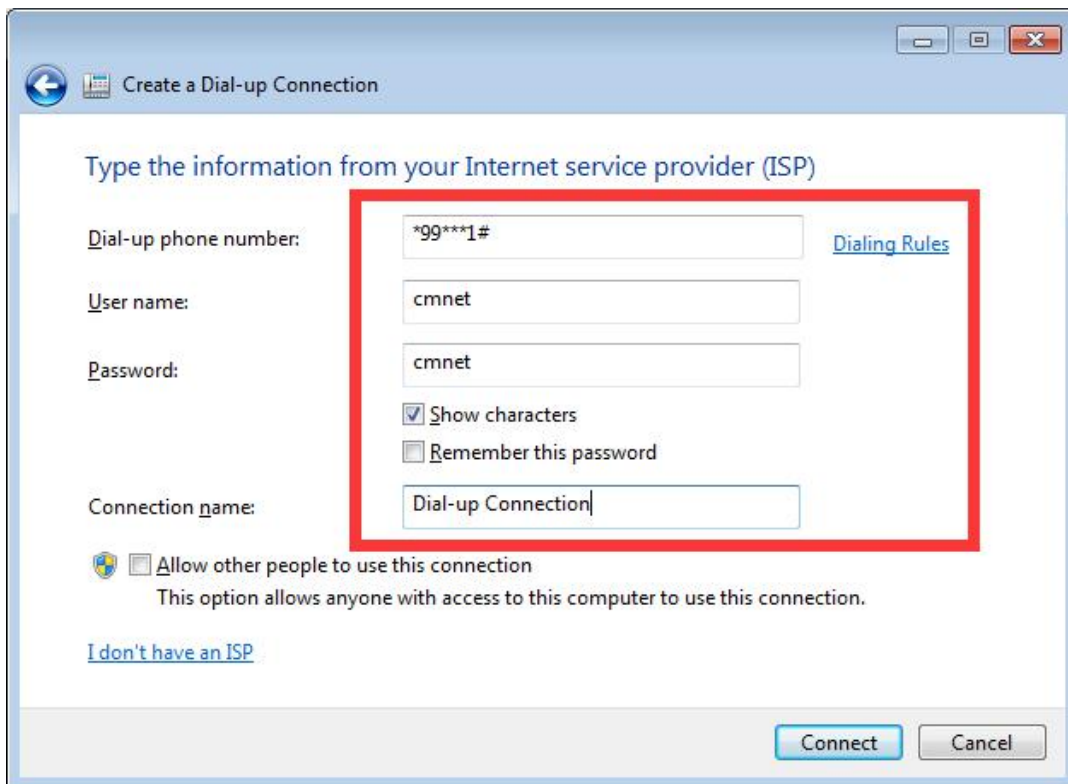 Create a Dial-up Connection
Type the information from your Internet service provider (ISP)
Dial-up phone number: *99***1# Dialing Rules
User name: cmnet
Password: cmnet
Show characters
Remember this password
Connection name: Dial-up Connection
Allow other people to use this connection
This option allows anyone with access to this computer to use this connection.
I don't have an ISP
Connect Cancel